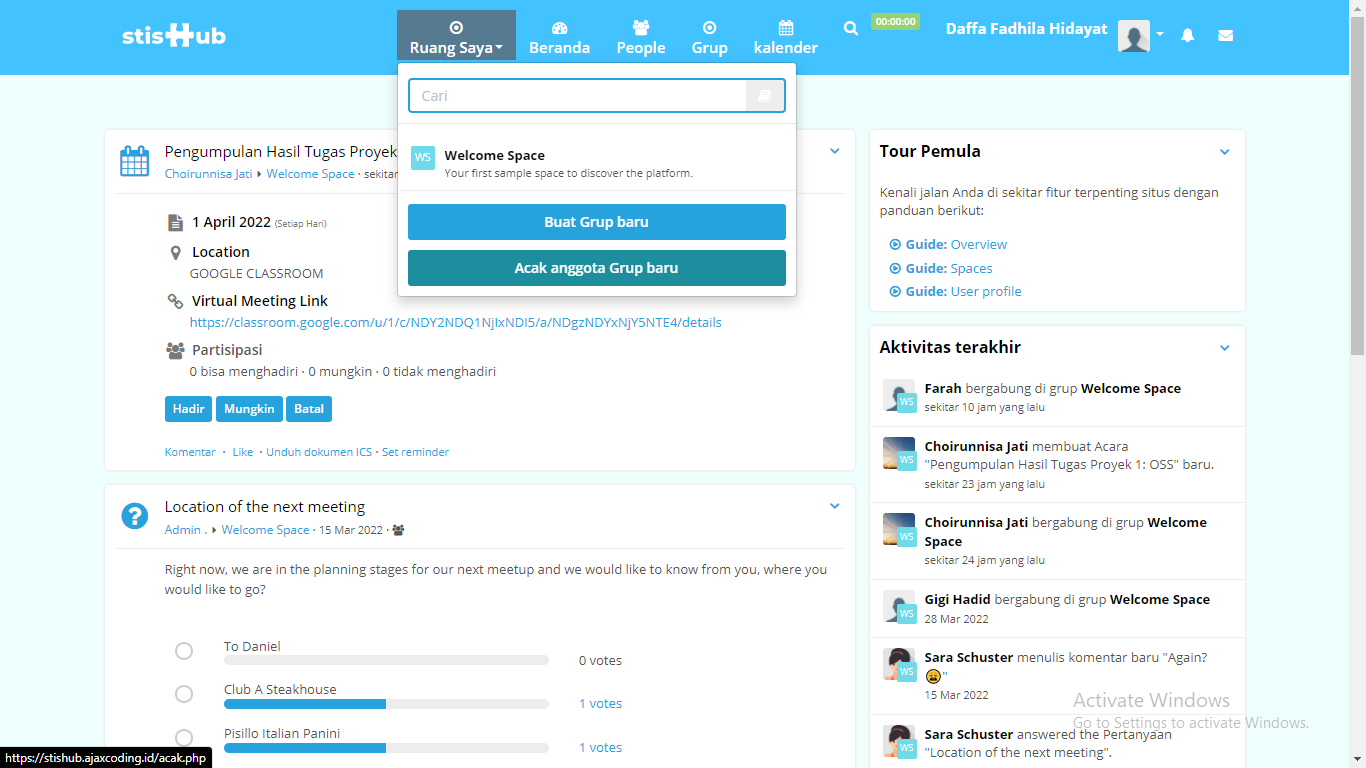 stisHub
Ruang Saya
Beranda
People
Grup
kalender
00:00:00
Daffa Fadhila Hidayat
Cari
WS
Welcome Space
Your first sample space to discover the platform.
Buat Grup baru
Acak anggota Grup baru
Pengumpulan Hasil Tugas Proyek
Choirunnisa Jati Welcome Space · sekitar
1 April 2022 (Setiap Hari)
Location
GOOGLE CLASSROOM
Virtual Meeting Link
https://classroom.google.com/u/1/c/NDY2NDQ1NjIxNDI5/a/NDgzNDYxNjY5NTE4/details
Partisipasi
0 bisa menghadiri · 0 mungkin · 0 tidak menghadiri
Hadir Mungkin Batal
Komentar · Like · Unduh dokumen ICS · Set reminder
Location of the next meeting
Admin . Welcome Space · 15 Mar 2022 ·
Right now, we are in the planning stages for our next meetup and we would like to know from you, where you
would like to go?
To Daniel
0 votes
Club A Steakhouse
1 votes
Pisillo Italian Panini
1 votes
Tour Pemula
Kenali jalan Anda di sekitar fitur terpenting situs dengan
panduan berikut:
Guide: Overview
Guide: Spaces
Guide: User profile
Aktivitas terakhir
WS
Farah bergabung di grup Welcome Space
sekitar 10 jam yang lalu
WS
Choirunnisa Jati membuat Acara
"Pengumpulan Hasil Tugas Proyek 1: OSS" baru.
sekitar 23 jam yang lalu
WS
Choirunnisa Jati bergabung di grup Welcome
Space
sekitar 24 jam yang lalu
WS
Gigi Hadid bergabung di grup Welcome Space
28 Mar 2022
WS
Sara Schuster menulis komentar baru "Again?
😩"
15 Mar 2022
WS
Sara Schuster answered the Pertanyaan
"Location of the next meeting".
Activate Windows
Go to Settings to activate Windows.
https://stishub.ajaxcoding.id/acak.php